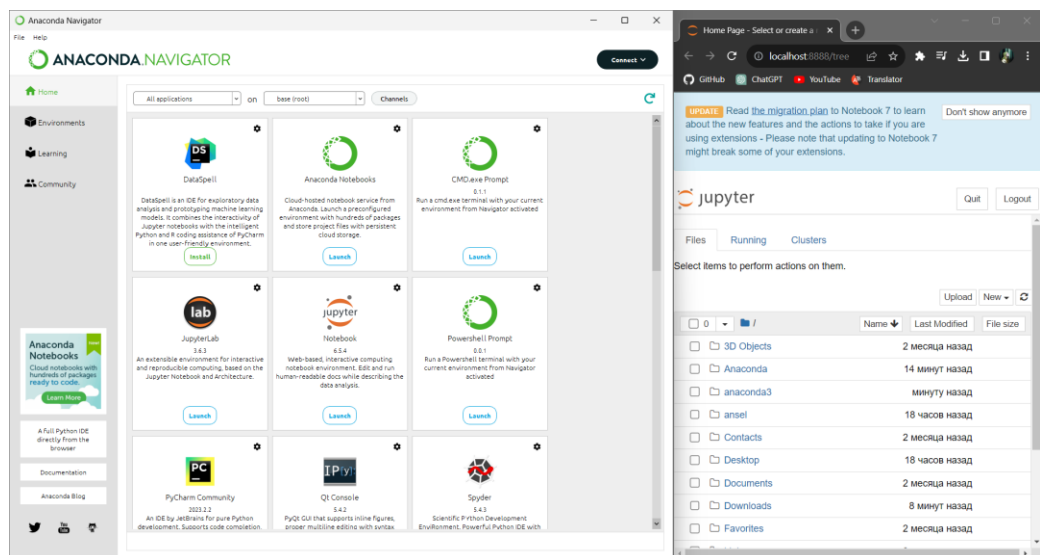 Anaconda Navigator
File Help
ANACONDA.NAVIGATOR
Connect
Home
Environments
Learning
Community
All applications on base (root) Channels
DataSpell
DataSpell is an IDE for exploratory data
analysis and prototyping machine learning
models. It combines the interactivity of
Jupyter notebooks with the intelligent
Python and R coding assistance of PyCharm
in one user-friendly environment.
Install
Anaconda Notebooks
Cloud-hosted notebook service from
Anaconda. Launch a preconfigured
environment with hundreds of packages
and store project files with persistent
cloud storage.
Launch
CMD.exe Prompt
0.1.1
Run a cmd.exe terminal with your current
environment from Navigator activated
Launch
lab
JupyterLab
3.6.3
An extensible environment for interactive
and reproducible computing, based on the
Jupyter Notebook and Architecture.
Launch
jupyter
Notebook
6.5.4
Web-based, interactive computing
notebook environment. Edit and run
human-readable docs while describing the
data analysis.
Launch
Powershell Prompt
0.0.1
Run a Powershell terminal with your
current environment from Navigator
activated
Launch
PC
PyCharm Community
2023.2.2
An IDE by JetBrains for pure Python
development. Supports code completion,
IP[y]:
Qt Console
5.4.2
PyQt GUI that supports inline figures,
proper multiline editing with syntax
Spyder
5.4.3
Scientific Python Development
EnviRonment. Powerful Python IDE with
Anaconda
Notebooks
Cloud notebooks with
hundreds of packages
ready to code.
Learn More
A Full Python IDE
directly from the
browser
Documentation
Anaconda Blog
You
Tube
Home Page - Select or create a
localhost:8888/tree
GitHub ChatGPT YouTube Translator
UPDATE Read the migration plan to Notebook 7 to learn
about the new features and the actions to take if you are
using extensions - Please note that updating to Notebook 7
might break some of your extensions.
Don't show anymore
jupyter
Quit Logout
Files Running Clusters
Select items to perform actions on them.
Upload New
0 / Name Last Modified File size
3D Objects 2 месяца назад
Anaconda 14 минут назад
anaconda3 минуту назад
ansel 18 часов назад
Contacts 2 месяца назад
Desktop 18 часов назад
Documents 2 месяца назад
Downloads 8 минут назад
Favorites 2 месяца назад